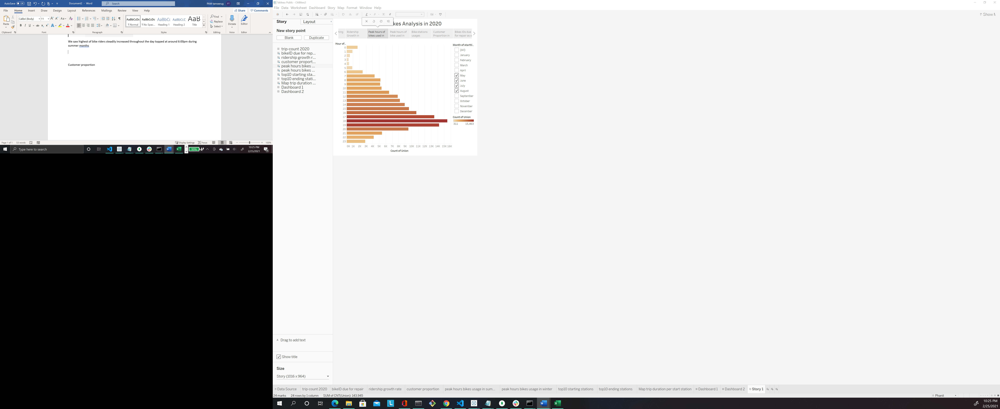 AutoSave Off Document2 - Word Search PAM tameerug PT
File Home Insert Draw Design Layout References Mailings Review View Help Share Comments
Calibri (Body) 11
Paste
Clipboard Font Paragraph Styles Editing Voice Editor
AaBbCcDc AaBbCcDc AaBbCc AaBbCcD AaB
¶ Normal ¶ No Spac... Heading 1 Heading 2 Title
Find
Replace
Select
Dictate
Editor
We saw highest of bike riders steadily increased throughout the day topped at around 6:00pm during
summer months
Customer proportion
Page 1 of 1 53 words Display Settings Focus 100%
Type here to search 99% 10:25 PM
2/25/2021 11
Tableau Public - CitiBikes2
File Data Worksheet Dashboard Story Map Format Window Help
Show M
Story Layout
New story point
Blank Duplicate
trip-count 2020
bikeID due for rep...
ridership growth r...
customer proport...
peak hours bikes ...
peak hours bikes ...
top10 starting sta...
top10 ending stati...
Map trip duration ...
Dashboard 1
Dashboard 2
Drag to add text
Show title
Size
Story (1016 x 964)
kes Analysis in 2020
ting
Ridership
Growth in
Peak hours of
bikes used in
Peak hours of
bike used in
Bike stations
usages
Customer
Proportion in
Bikes IDs due
for repair as o
Hour of..
0
1
2
3
4
5
6
7
8
9
10
11
12
13
14
15
16
17
18
19
20
21
22
23
0K 1K 2K 3K 4K 5K 6K 7K 8K 9K 10K 11K 12K 13K 14K 15K 16K
Count of Union
Month of startti..
(All)
January
February
March
April
May
June
July
August
September
October
November
December
Count of Union
311 15,463
Data Source trip-count 2020 bikeID due for repair ridership growth rate customer proportion peak hours bikes usage in sum... peak hours bikes usage in winter top10 starting stations top10 ending stations Map trip duration per start station Dashboard 1 Dashboard 2 Story 1
24 marks 24 rows by 1 column SUM of CNT(Union): 143,945 Phanit
10:25 PM
2/25/2021